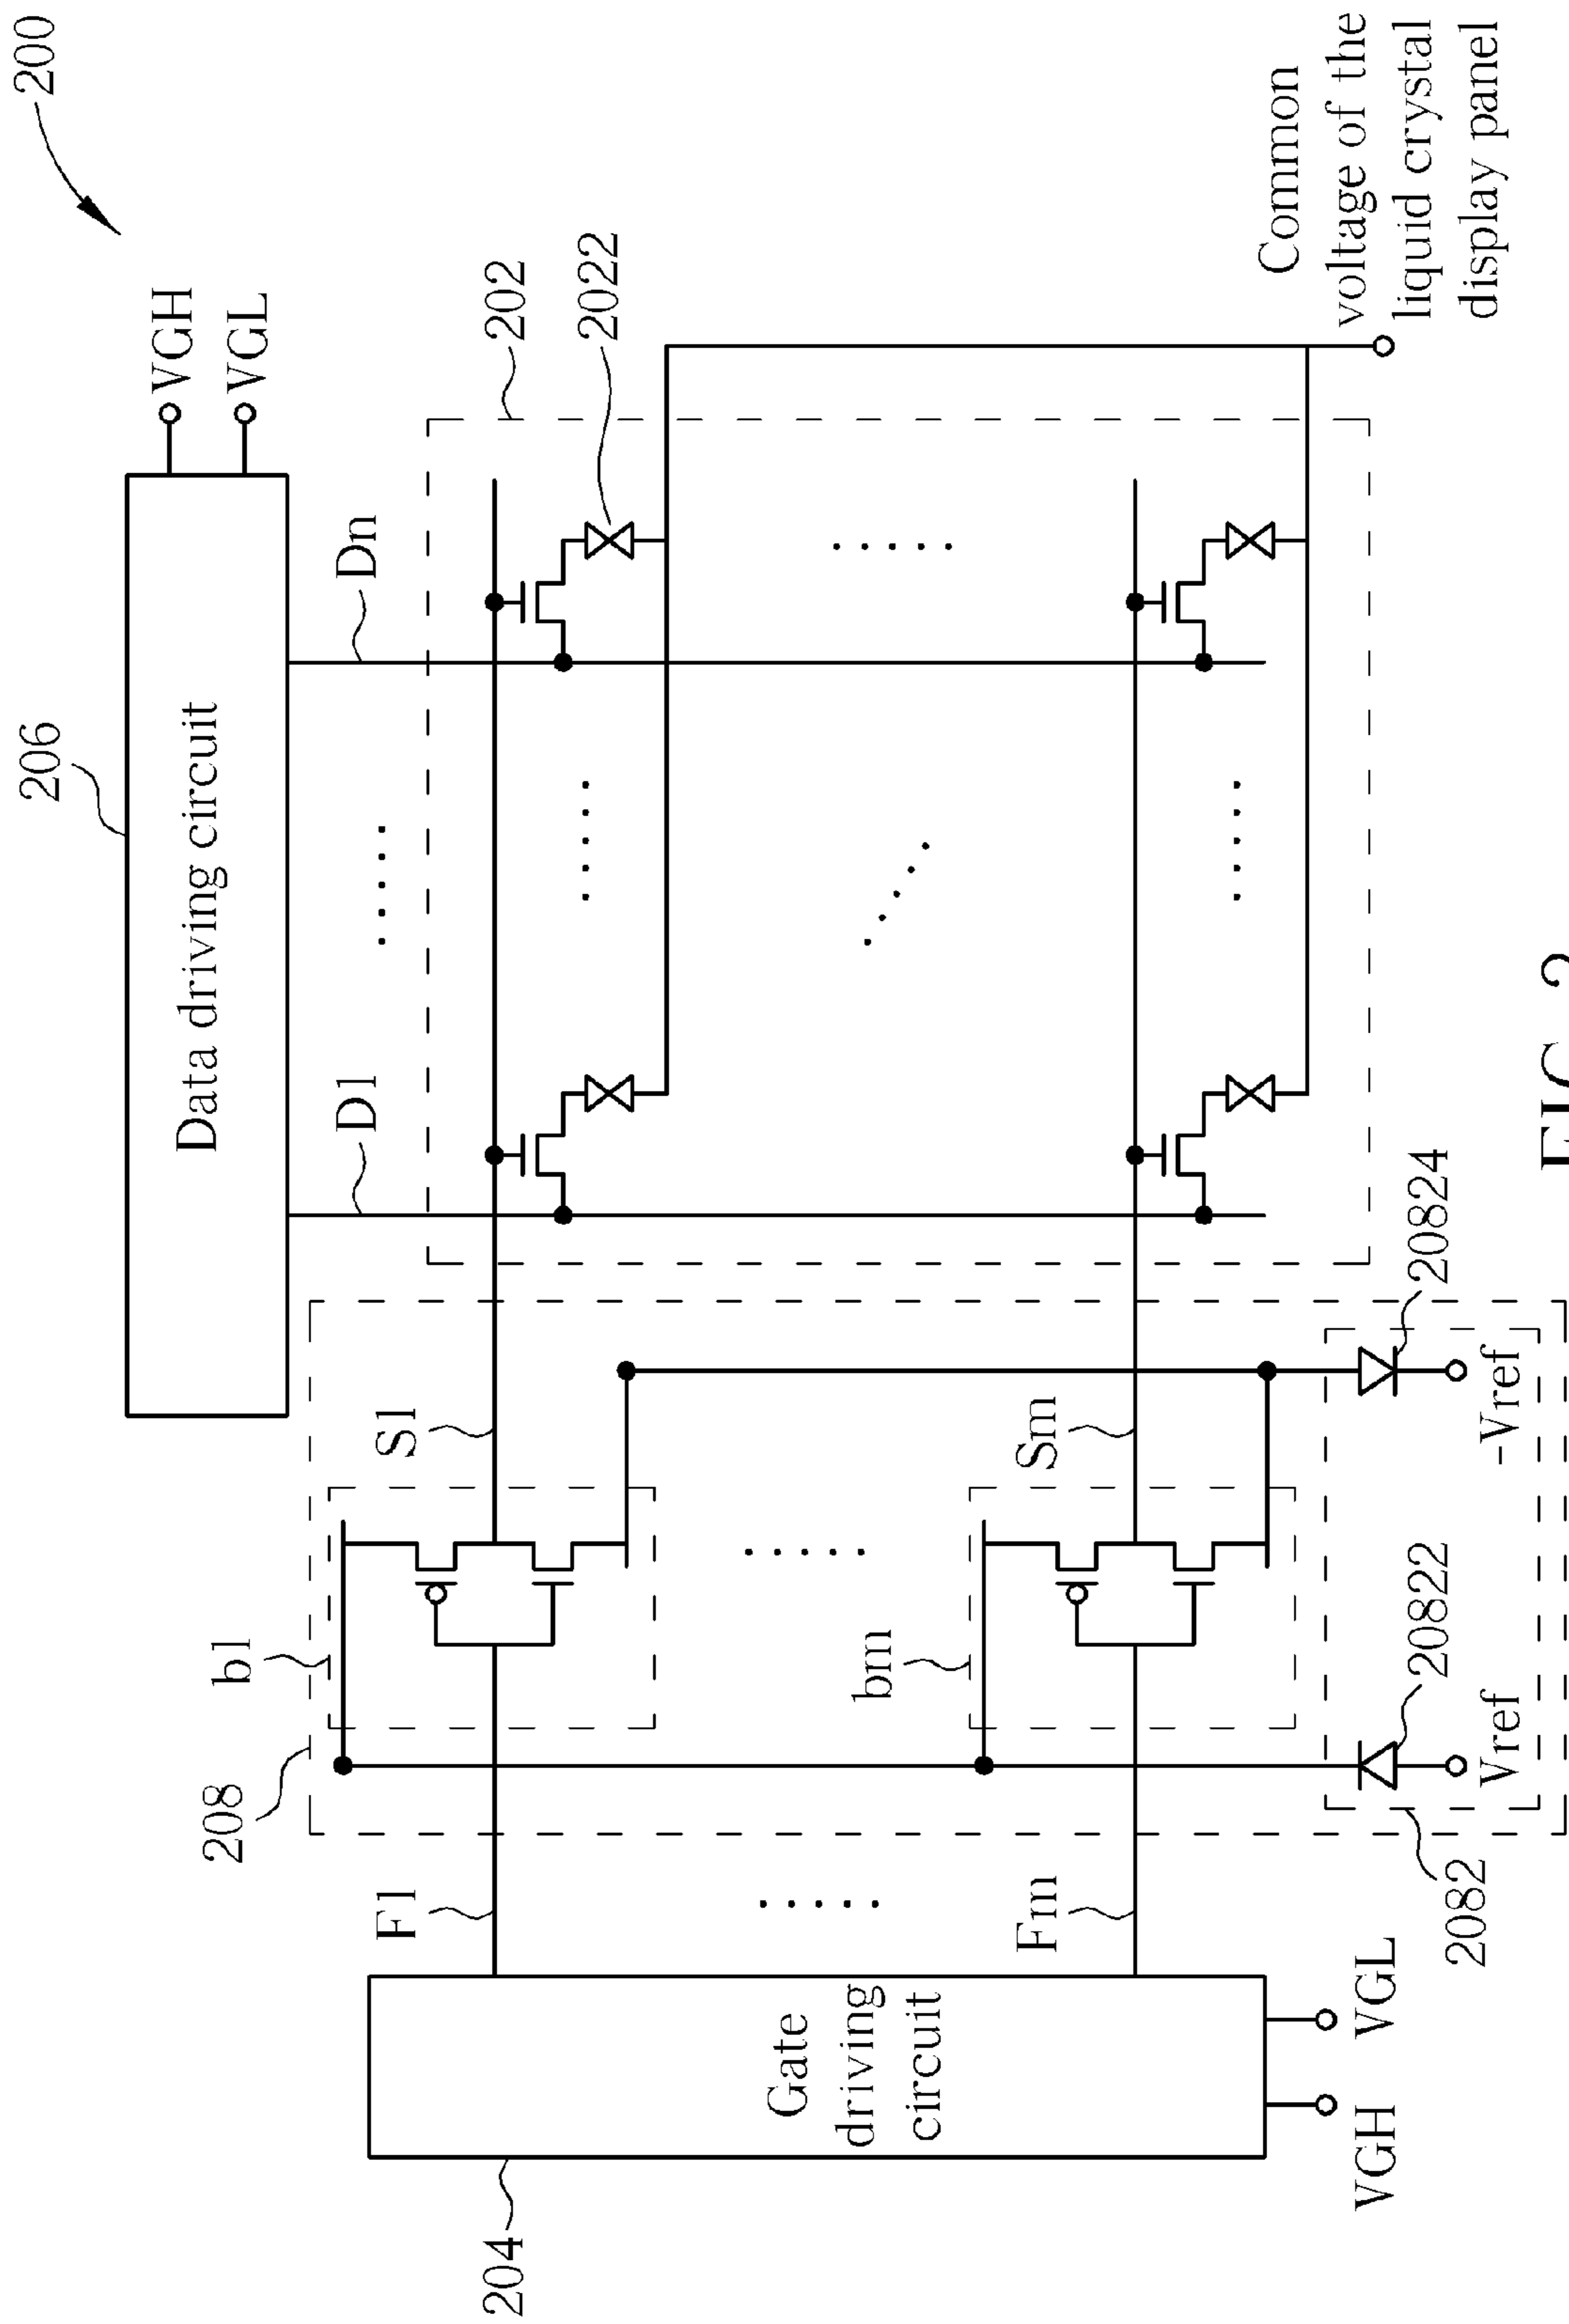 200
206
Data driving circuit
VGH
VGL
D1
Dn
202
2022
208
b1
S1
F1
204
Gate
driving
circuit
bm
Sm
Fm
VGH
VGL
2082
20822
20824
Vref
-Vref
Common
voltage of the
liquid crystal
display panel